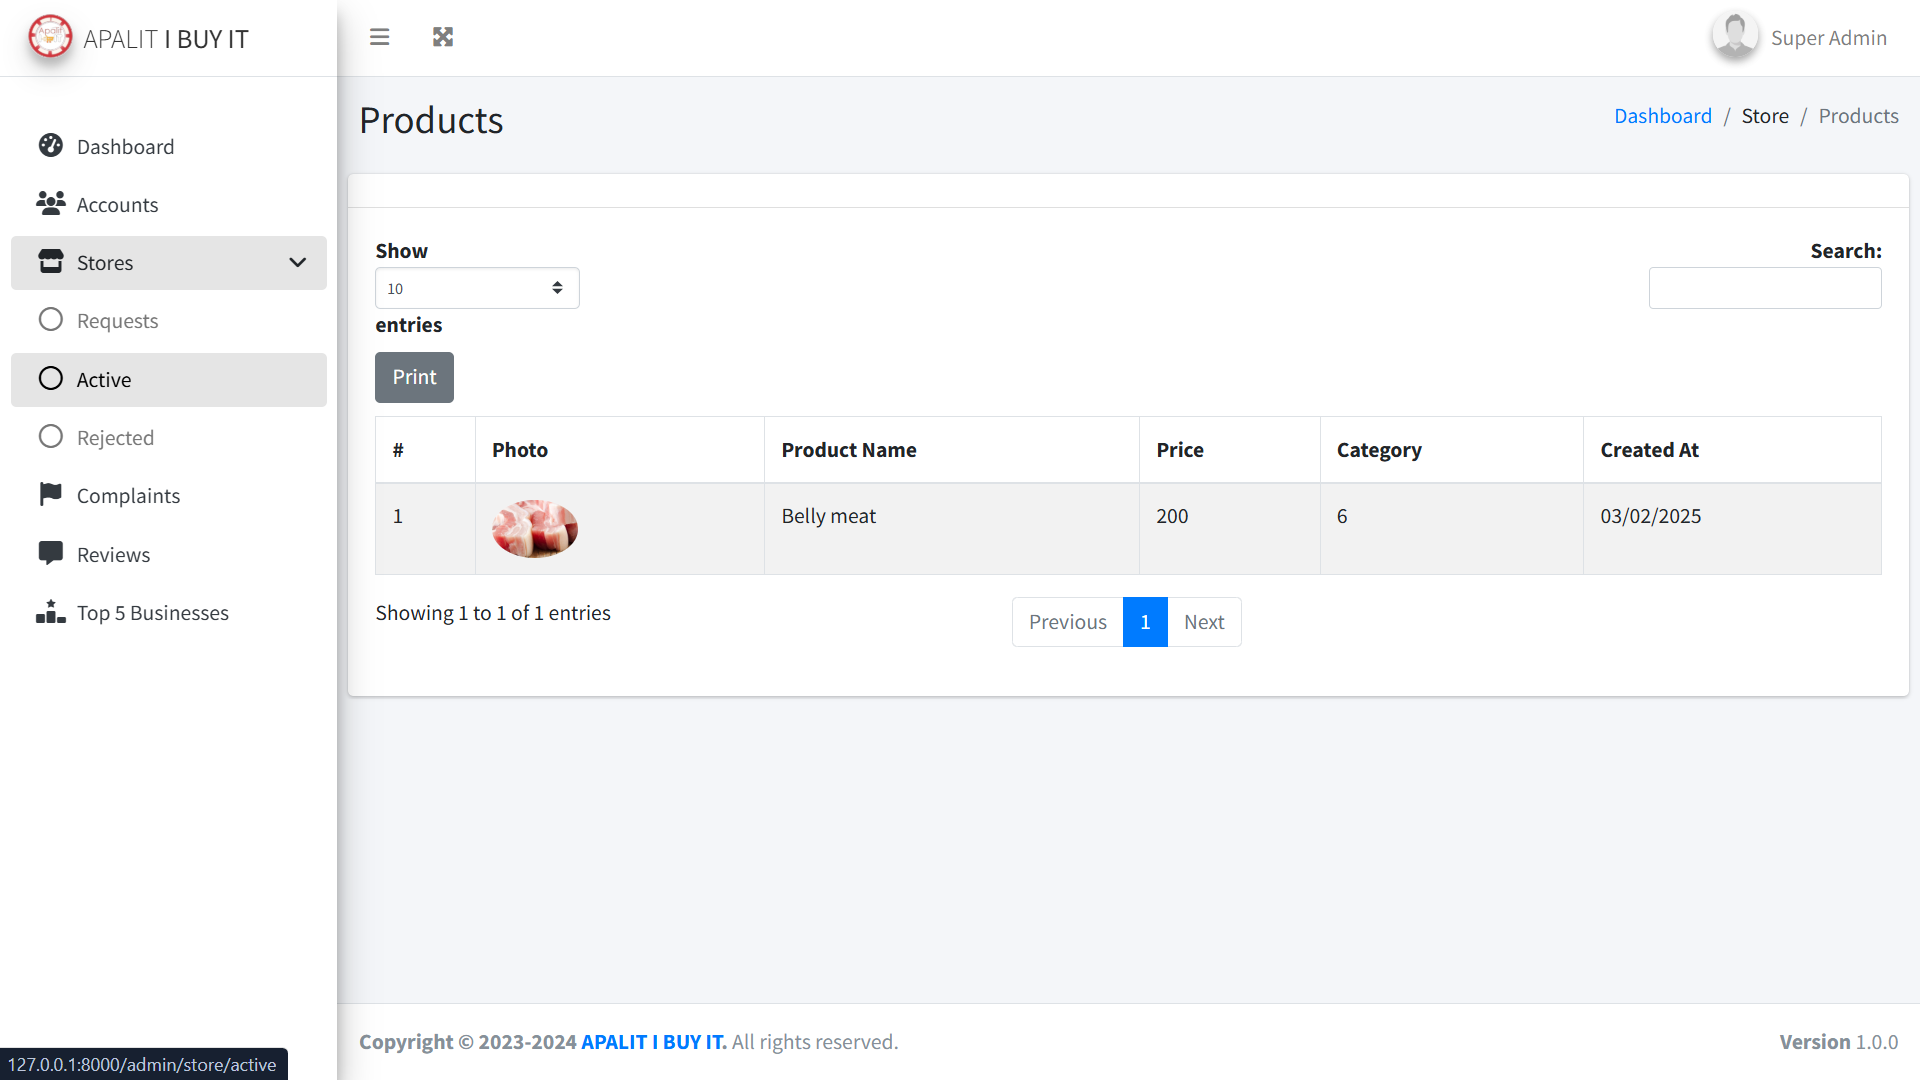 APALIT I BUY IT
Super Admin
Dashboard
Accounts
Stores
Requests
Active
Rejected
Complaints
Reviews
Top 5 Businesses
Products
Dashboard / Store / Products
Show
10
entries
Search:
Print
# Photo Product Name Price Category Created At
1 Belly meat 200 6 03/02/2025
Showing 1 to 1 of 1 entries
Previous 1 Next
Copyright © 2023-2024 APALIT I BUY IT. All rights reserved.
Version 1.0.0
127.0.0.1:8000/admin/store/active